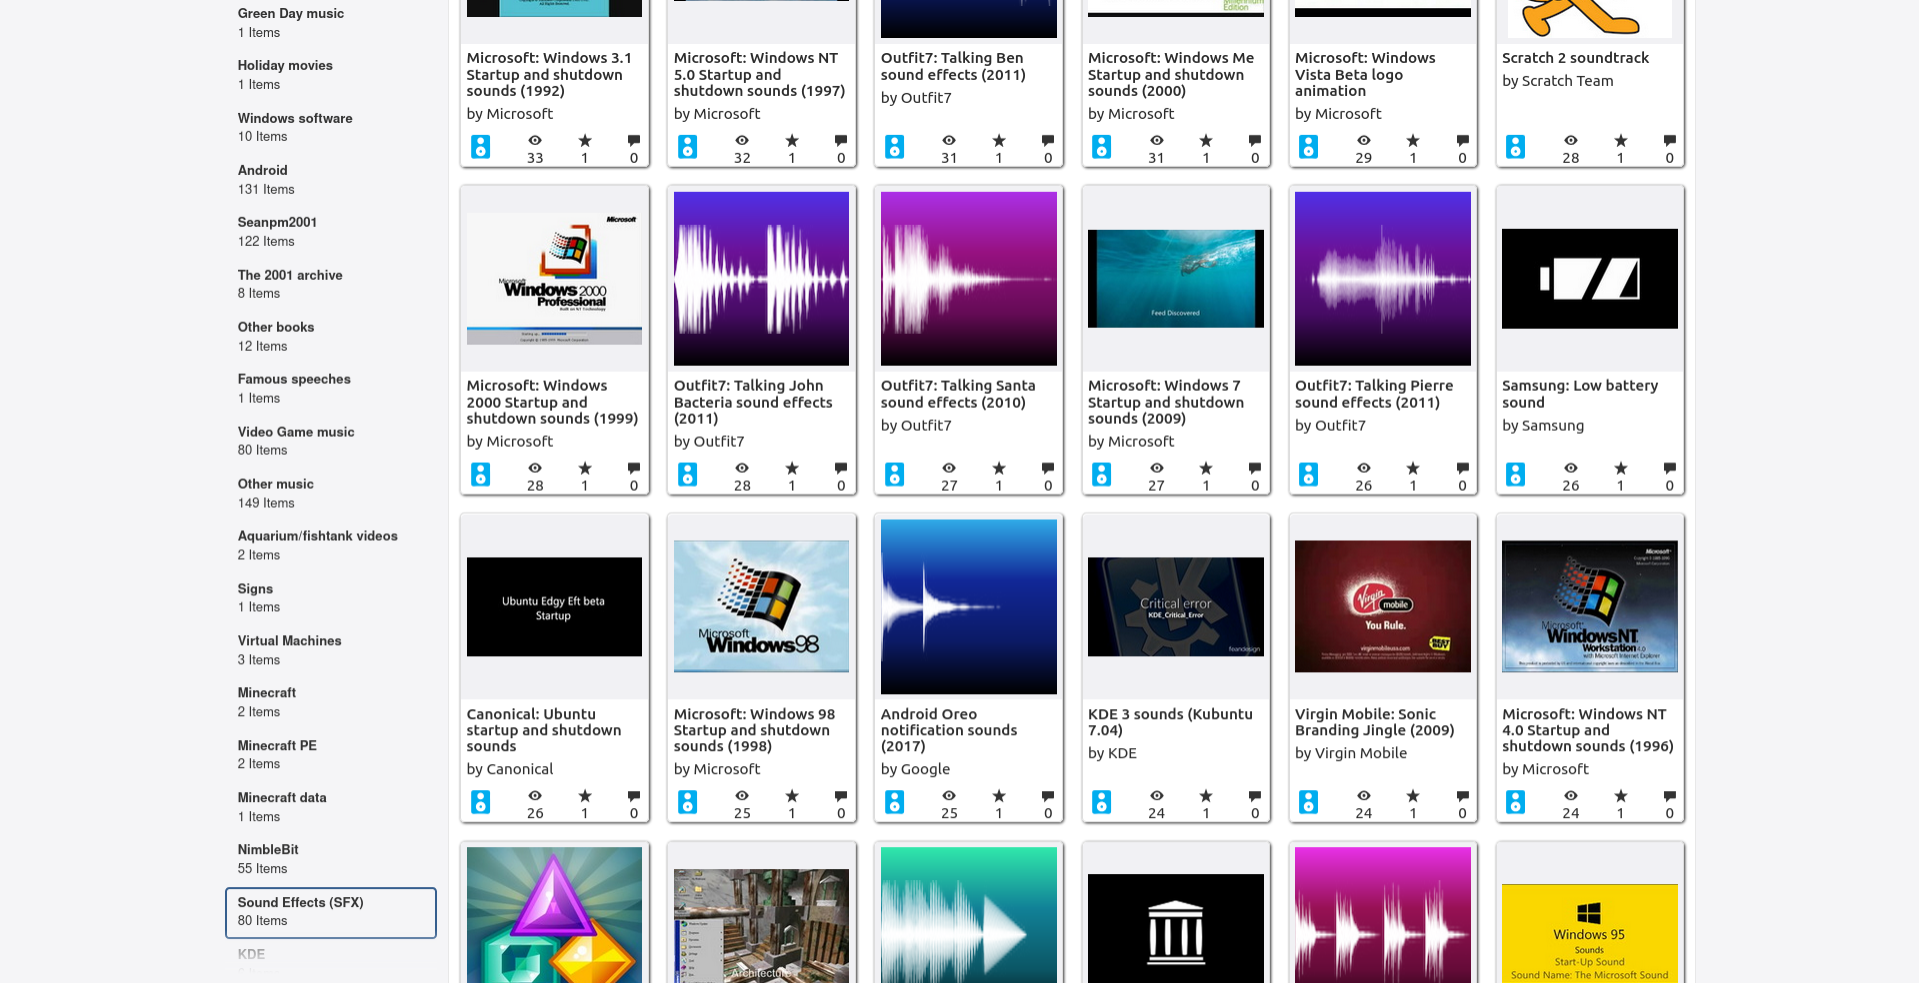 Green Day music
1 Items
Holiday movies
1 Items
Windows software
10 Items
Android
131 Items
Seanpm2001
122 Items
The 2001 archive
8 Items
Other books
12 Items
Famous speeches
1 Items
Video Game music
80 Items
Other music
149 Items
Aquarium/fishtank videos
2 Items
Signs
1 Items
Virtual Machines
3 Items
Minecraft
2 Items
Minecraft PE
2 Items
Minecraft data
1 Items
NimbleBit
55 Items
Sound Effects (SFX)
80 Items
KDE
Edition
Microsoft: Windows 3.1
Startup and shutdown
sounds (1992)
by Microsoft
33 1 0
Microsoft: Windows NT
5.0 Startup and
shutdown sounds (1997)
by Microsoft
32 1 0
Outfit7: Talking Ben
sound effects (2011)
by Outfit7
31 1 0
Microsoft: Windows Me
Startup and shutdown
sounds (2000)
by Microsoft
31 1 0
Microsoft: Windows
Vista Beta logo
animation
by Microsoft
29 1 0
Scratch 2 soundtrack
by Scratch Team
28 1 0
Microsoft
Microsoft
Windows 2000
Professional
Built on NT Technology
Microsoft: Windows
2000 Startup and
shutdown sounds (1999)
by Microsoft
28 1 0
Outfit7: Talking John
Bacteria sound effects
(2011)
by Outfit7
28 1 0
Outfit7: Talking Santa
sound effects (2010)
by Outfit7
27 1 0
Feed Discovered
Microsoft: Windows 7
Startup and shutdown
sounds (2009)
by Microsoft
27 1 0
Outfit7: Talking Pierre
sound effects (2011)
by Outfit7
26 1 0
Samsung: Low battery
sound
by Samsung
26 1 0
Ubuntu Edgy Eft beta
Startup
Canonical: Ubuntu
startup and shutdown
sounds
by Canonical
26 1 0
Microsoft
Windows98
Microsoft: Windows 98
Startup and shutdown
sounds (1998)
by Microsoft
25 1 0
Android Oreo
notification sounds
(2017)
by Google
25 1 0
Critical error
KDE_Critical_Error
fsandesign
KDE 3 sounds (Kubuntu
7.04)
by KDE
24 1 0
Virgin
mobile
You Rule.
virginmobileusa.com
BEST BUY
Virgin Mobile: Sonic
Branding Jingle (2009)
by Virgin Mobile
24 1 0
Microsoft
Microsoft
WindowsNT
Workstation 4.0
with Microsoft Internet Explorer
Microsoft: Windows NT
4.0 Startup and
shutdown sounds (1996)
by Microsoft
24 1 0
Architecture
Windows 95
Sounds
Start-Up Sound
Sound Name: The Microsoft Sound